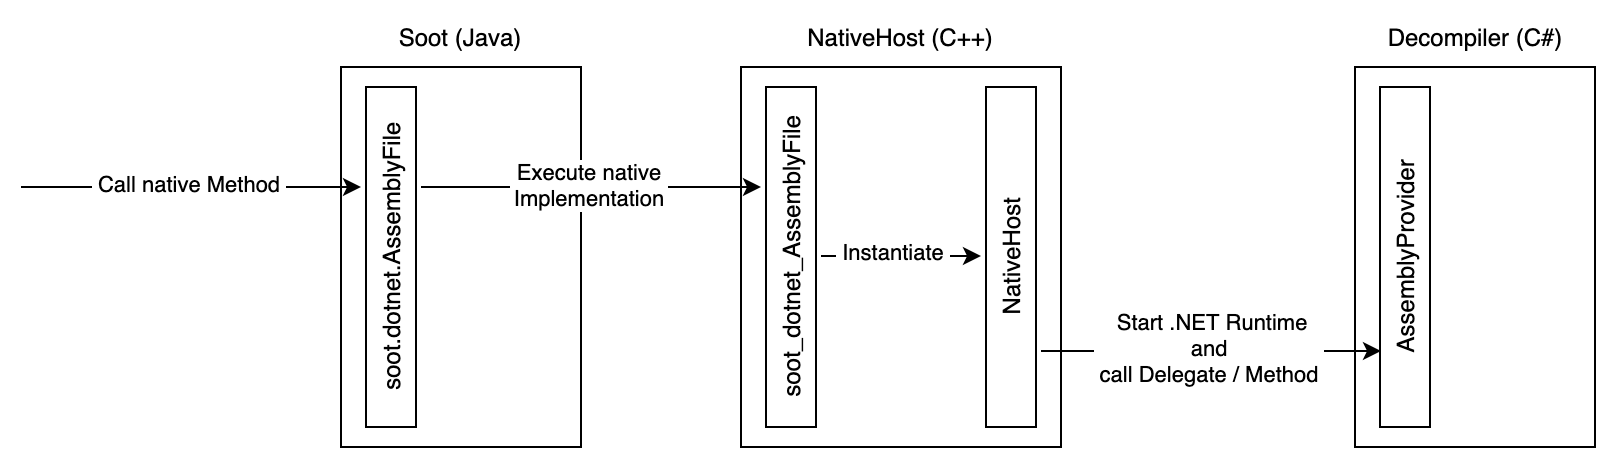 Soot (Java)
NativeHost (C++)
Decompiler (C#)
Call native Method
soot.dotnet.AssemblyFile
Execute native
Implementation
soot_dotnet_AssemblyFile
Instantiate
NativeHost
Start .NET Runtime
and
call Delegate / Method
AssemblyProvider